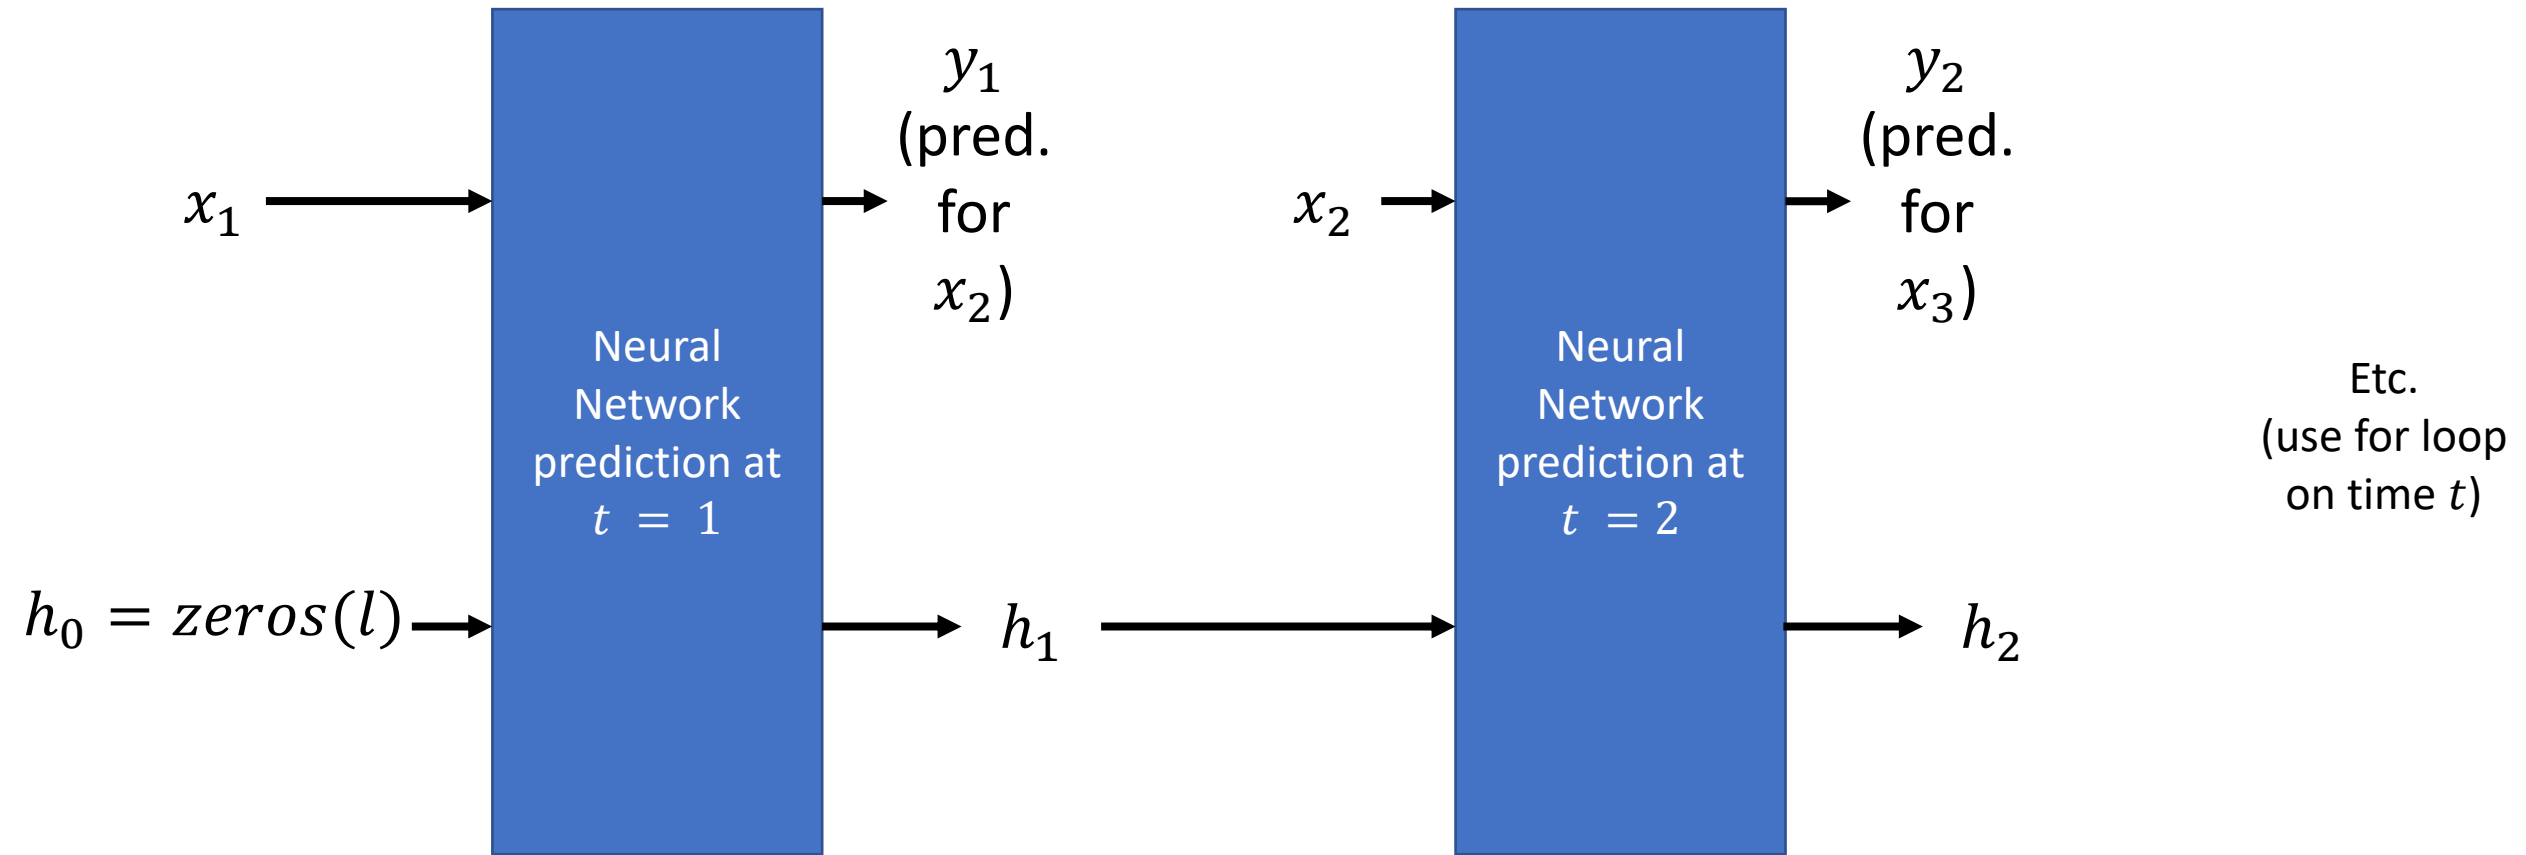 x₁
h₀ = zeros(l)
Neural
Network
prediction at
t = 1
y₁
(pred.
for
x₂)
h₁
x₂
Neural
Network
prediction at
t = 2
y₂
(pred.
for
x₃)
h₂
Etc.
(use for loop
on time t)